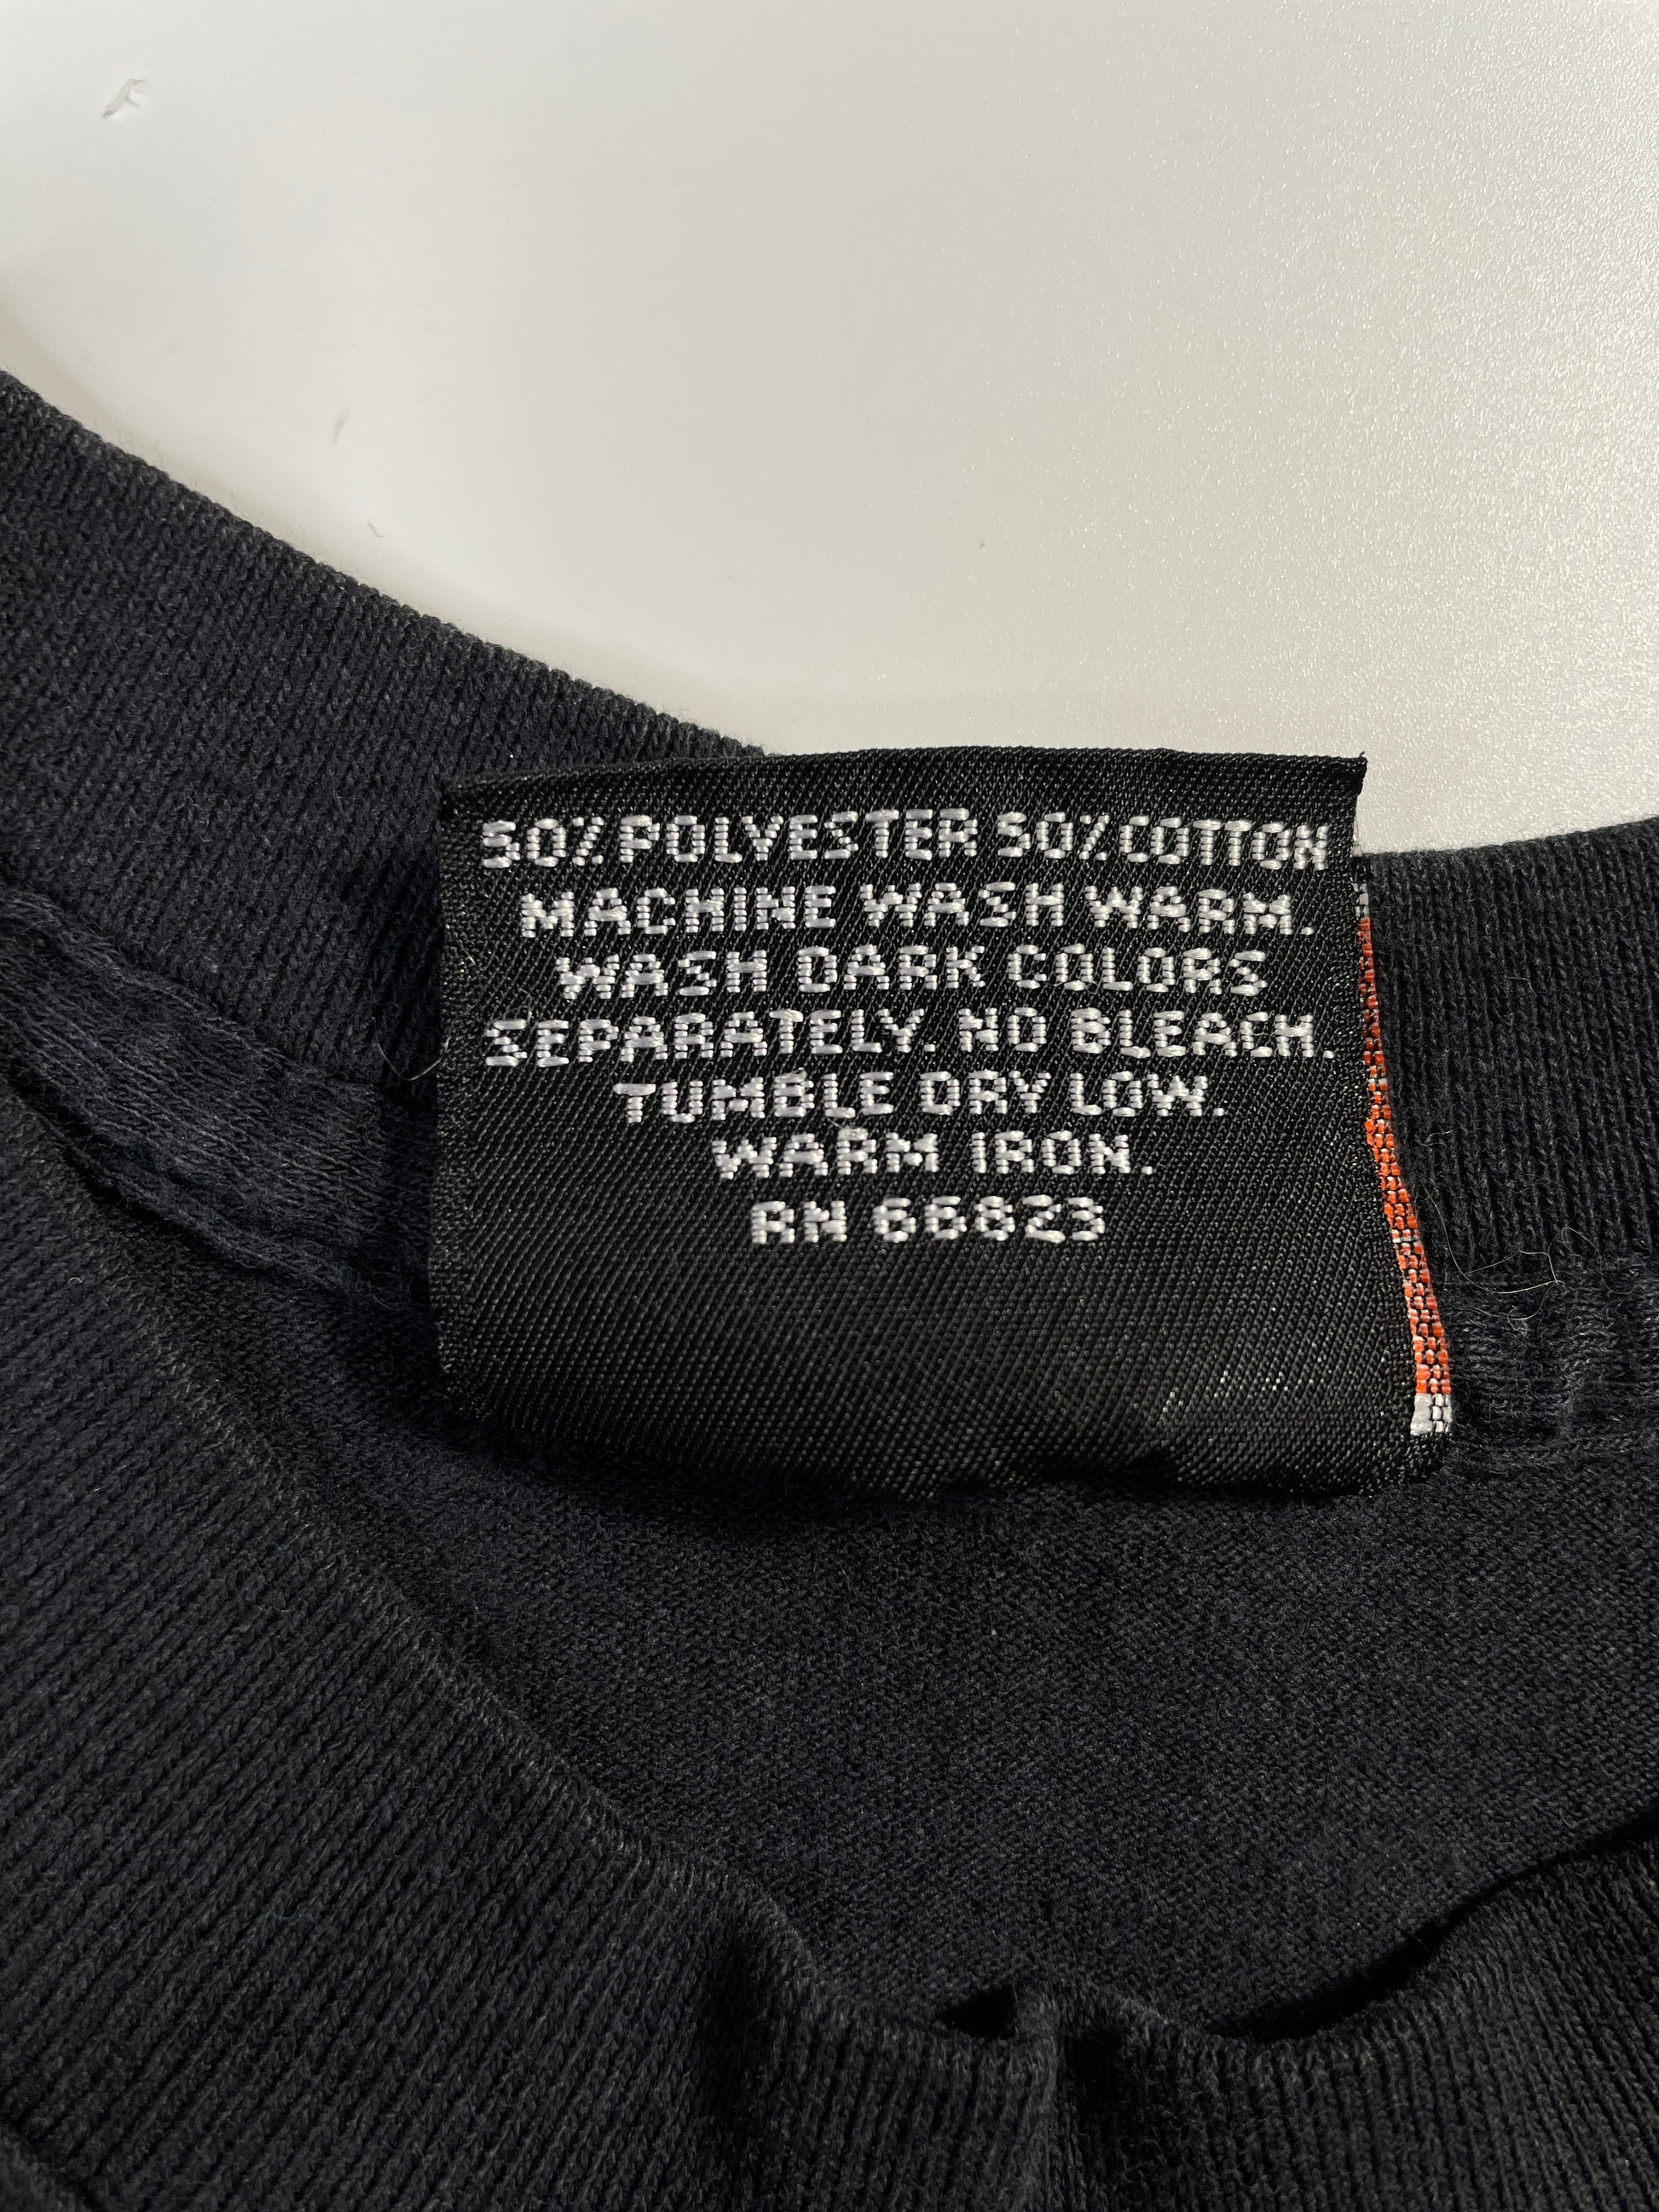 50% POLYESTER 50% COTTON
MACHINE WASH WARM.
WASH DARK COLORS
SEPARATELY. NO BLEACH.
TUMBLE DRY LOW.
WARM IRON.
RN 66823